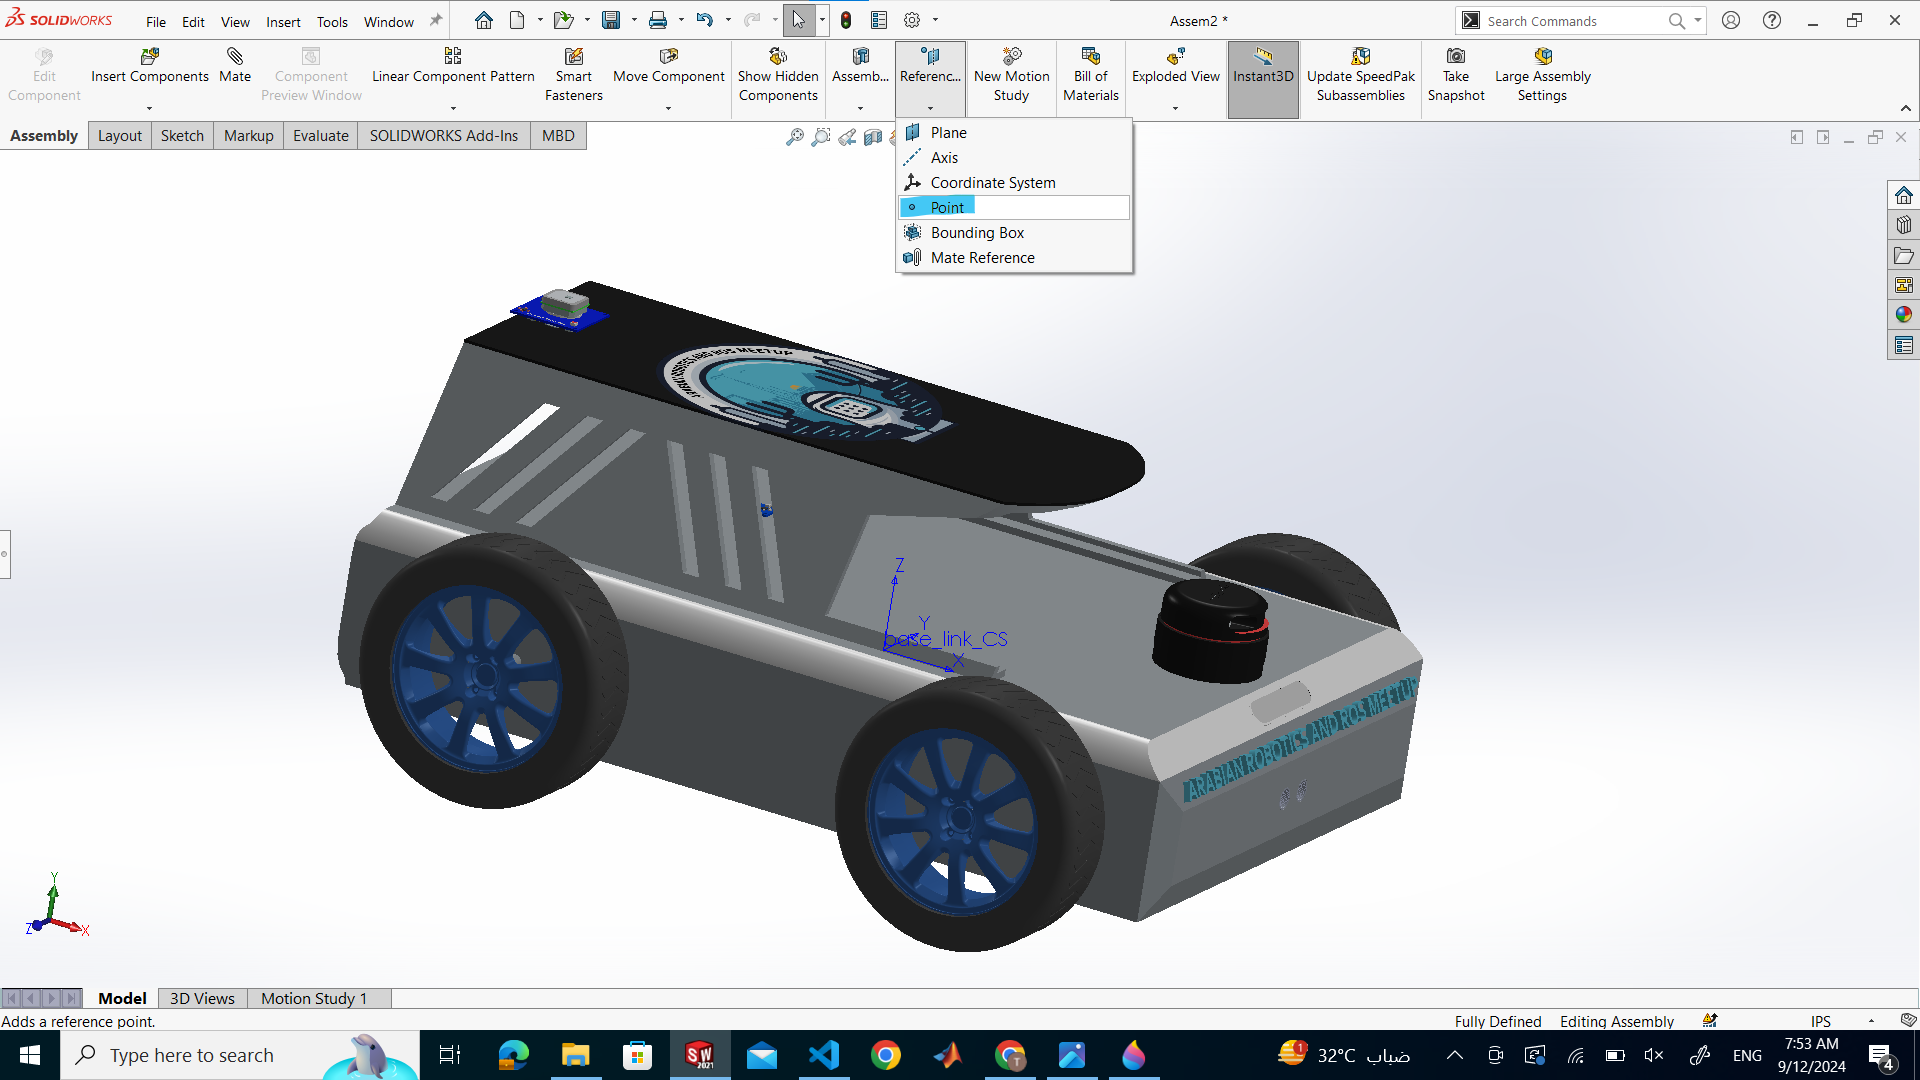 SOLIDWORKS File Edit View Insert Tools Window Assem2 * Search Commands
Edit Component
Insert Components
Mate
Component Preview Window
Linear Component Pattern
Smart Fasteners
Move Component
Show Hidden Components
Assemb...
Referenc...
New Motion Study
Bill of Materials
Exploded View
Instant3D
Update SpeedPak Subassemblies
Take Snapshot
Large Assembly Settings
Assembly Layout Sketch Markup Evaluate SOLIDWORKS Add-Ins MBD
Plane
Axis
Coordinate System
Point
Bounding Box
Mate Reference
Z
Y
base_link_CS
X
ARABIAN ROBOTICS AND ROS MEETUP
Y
Z X
Model 3D Views Motion Study 1
Adds a reference point. Fully Defined Editing Assembly IPS
Type here to search
SW 2021
T
1
32°C ضباب
ENG
7:53 AM
9/12/2024
4